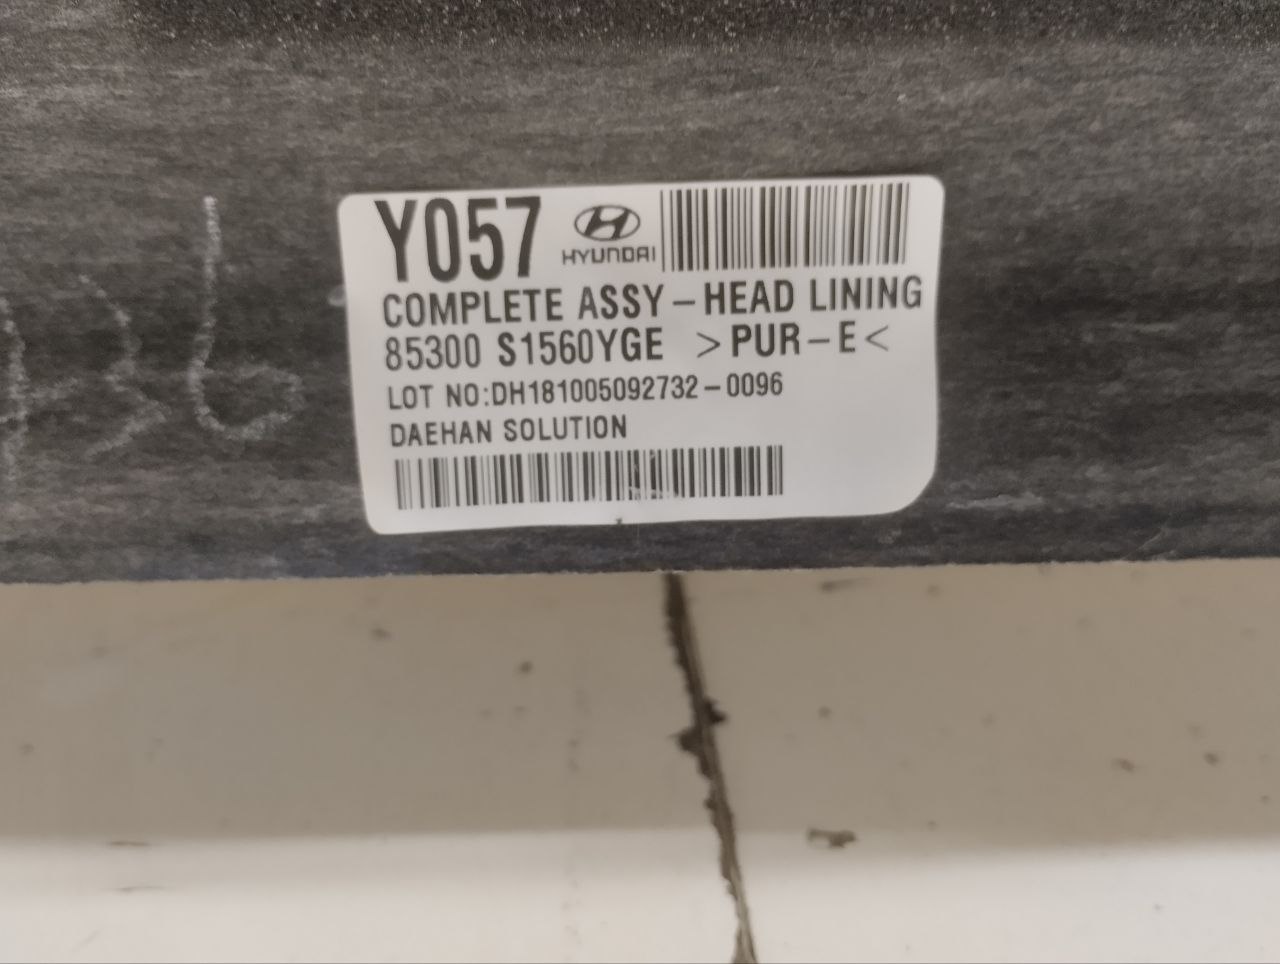 Y057 HYUNDAI
COMPLETE ASSY-HEAD LINING
85300 S1560YGE >PUR-E<
LOT NO:DH181005092732-0096
DAEHAN SOLUTION